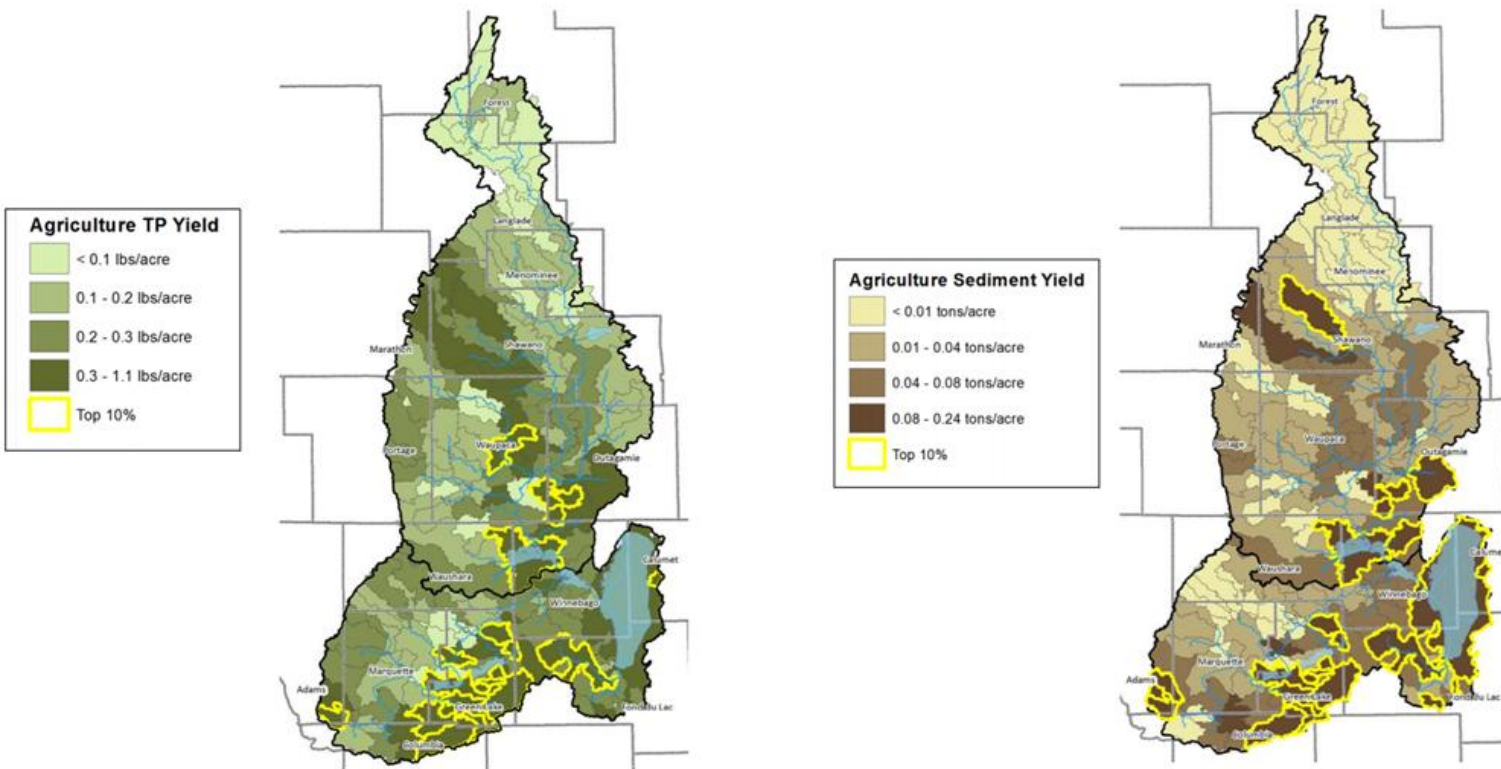 Agriculture TP Yield
< 0.1 lbs/acre
0.1 - 0.2 lbs/acre
0.2 - 0.3 lbs/acre
0.3 - 1.1 lbs/acre
Top 10%
Forest
Langlade
Menominee
Marathon
Shawano
Portage
Waupaca
Outagamie
Waushara
Calumet
Winnebago
Marquette
Adams
Green Lake
Fond du Lac
Columbia
Agriculture Sediment Yield
< 0.01 tons/acre
0.01 - 0.04 tons/acre
0.04 - 0.08 tons/acre
0.08 - 0.24 tons/acre
Top 10%
Forest
Langlade
Menominee
Marathon
Shawano
Portage
Waupaca
Outagamie
Waushara
Calumet
Winnebago
Marquette
Adams
Green Lake
Fond du Lac
Columbia